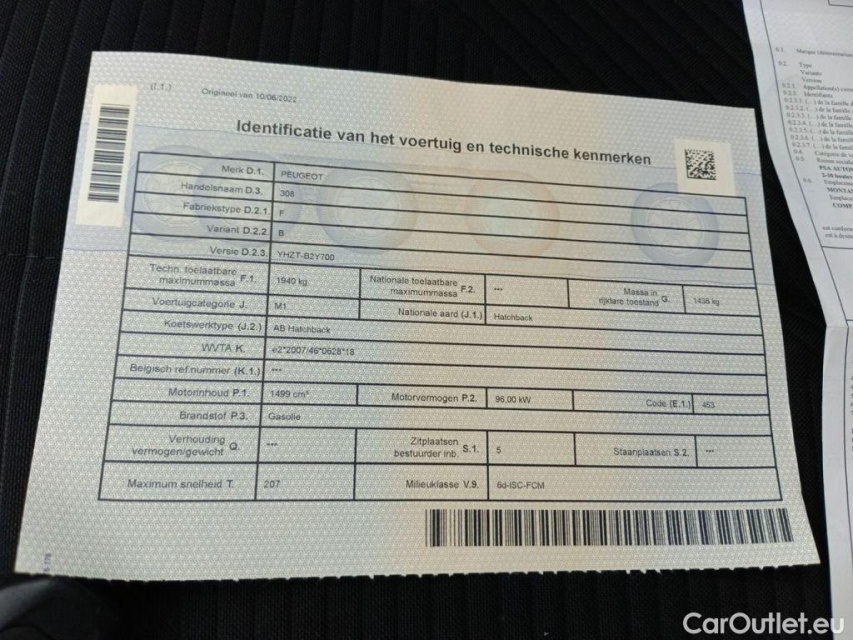 (I.1.)
Origineel van 10/06/2022
Identificatie van het voertuig en technische kenmerken
Merk D.1. PEUGEOT
Handelsnaam D.3. 308
Fabriekstype D.2.1. F
Variant D.2.2. B
Versie D.2.3. YHZT-B2Y700
Techn. toelaatbare maximummassa F.1. 1940 kg Nationale toelaatbare maximummassa F.2. --- Massa in rijklare toestand G. 1436 kg
Voertuigcategorie J. M1 Nationale aard (J.1.) Hatchback
Koetswerktype (J.2.) AB Hatchback
WVTA K. e2*2007/46*0628*18
Belgisch ref.nummer (K.1.) ---
Motorinhoud P.1. 1499 cm³ Motorvermogen P.2. 96,00 kW Code (E.1.) 463
Brandstof P.3. Gasolie
Verhouding vermogen/gewicht Q. --- Zitplaatsen bestuurder inb. S.1. 5 Staanplaatsen S.2. ---
Maximum snelheid T. 207 Milieuklasse V.9. 6d-ISC-FCM
Type
Variante
Version
CarOutlet.eu